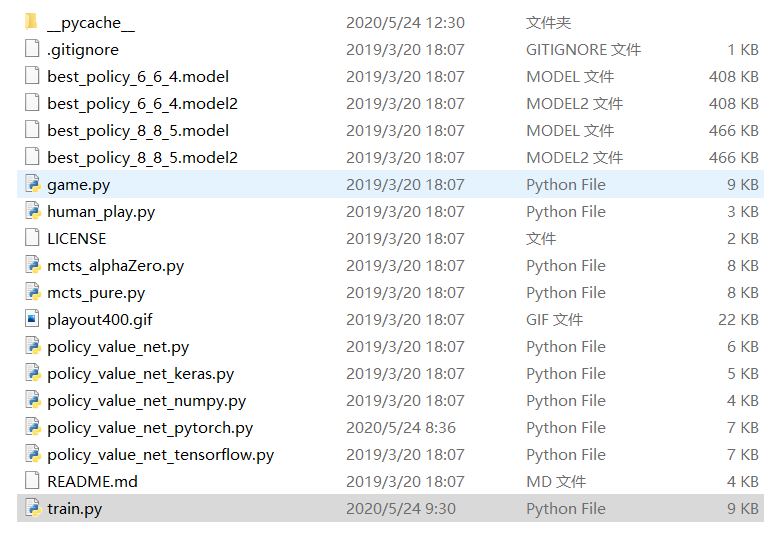 __pycache__ 2020/5/24 12:30 文件夹
.gitignore 2019/3/20 18:07 GITIGNORE 文件 1 KB
best_policy_6_6_4.model 2019/3/20 18:07 MODEL 文件 408 KB
best_policy_6_6_4.model2 2019/3/20 18:07 MODEL2 文件 408 KB
best_policy_8_8_5.model 2019/3/20 18:07 MODEL 文件 466 KB
best_policy_8_8_5.model2 2019/3/20 18:07 MODEL2 文件 466 KB
game.py 2019/3/20 18:07 Python File 9 KB
human_play.py 2019/3/20 18:07 Python File 3 KB
LICENSE 2019/3/20 18:07 文件 2 KB
mcts_alphaZero.py 2019/3/20 18:07 Python File 8 KB
mcts_pure.py 2019/3/20 18:07 Python File 8 KB
playout400.gif 2019/3/20 18:07 GIF 文件 22 KB
policy_value_net.py 2019/3/20 18:07 Python File 6 KB
policy_value_net_keras.py 2019/3/20 18:07 Python File 5 KB
policy_value_net_numpy.py 2019/3/20 18:07 Python File 4 KB
policy_value_net_pytorch.py 2020/5/24 8:36 Python File 7 KB
policy_value_net_tensorflow.py 2019/3/20 18:07 Python File 7 KB
README.md 2019/3/20 18:07 MD 文件 4 KB
train.py 2020/5/24 9:30 Python File 9 KB